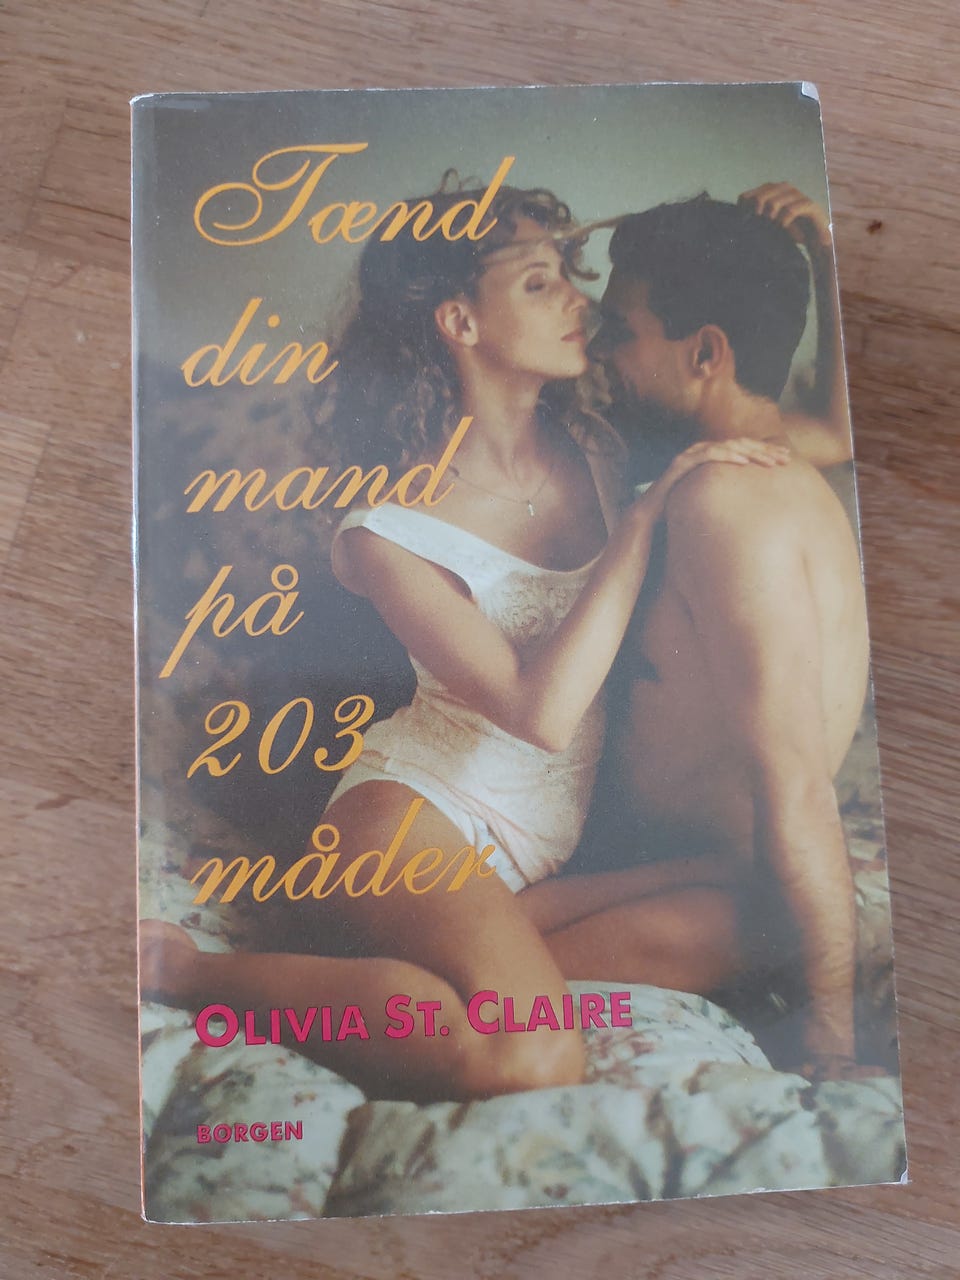 Tænd
din
mand
på
203
måder
OLIVIA ST. CLAIRE
BORGEN